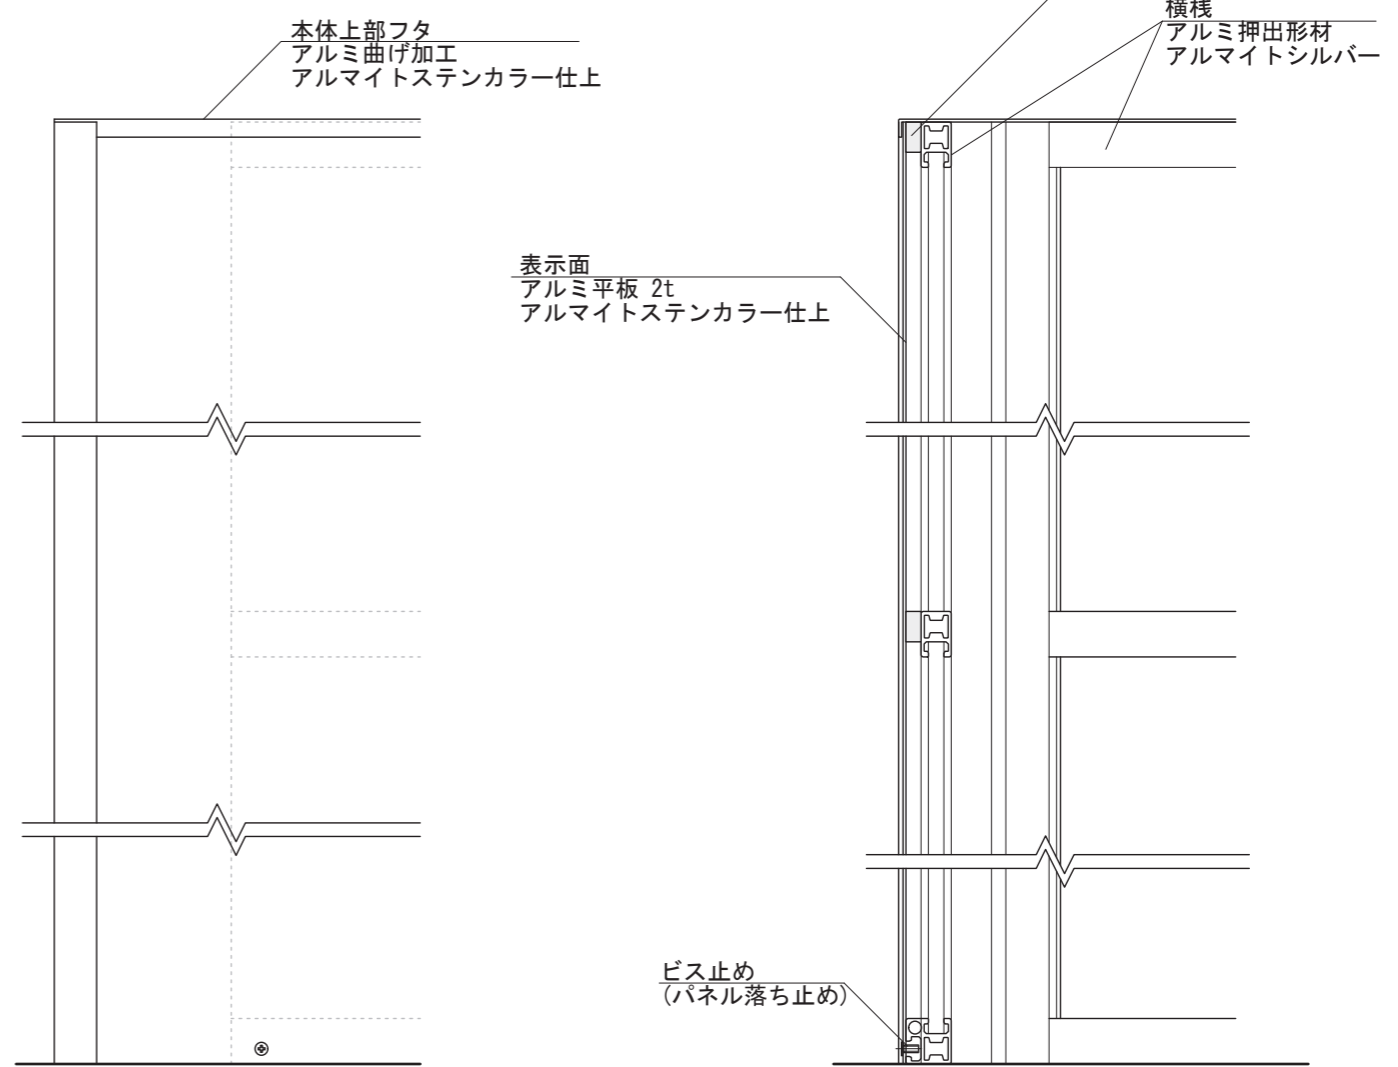 本体上部フタ
アルミ曲げ加工
アルマイトステンカラー仕上
横桟
アルミ押出形材
アルマイトシルバー
表示面
アルミ平板 2t
アルマイトステンカラー仕上
ビス止め
(パネル落ち止め)